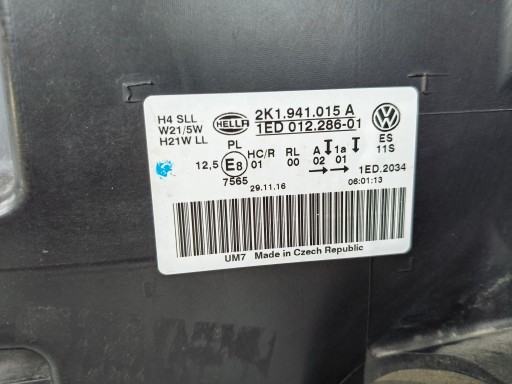 H4 SLL
W21/5W
H21W LL
HELLA
2K1.941.015 A
1ED 012.286-01
PL
HC/R RL A 1a
ES
11S
12,5 E8 01 00 02 01
7565
1ED.2034
29.11.16
06:01:13
UM7 Made in Czech Republic